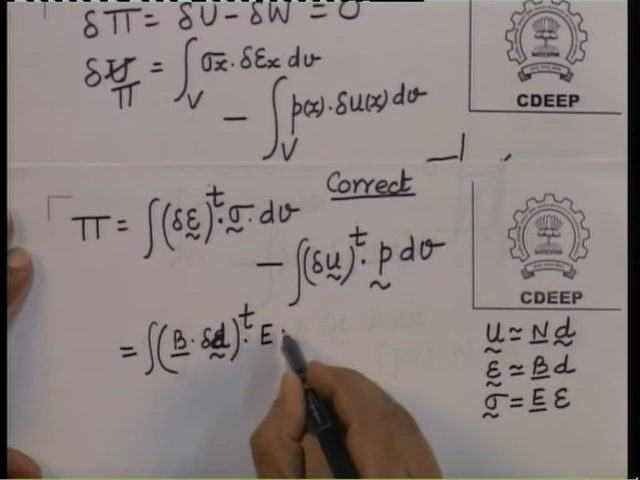 δΠ = δU - δW = 0
δU Π = ∫V σx · δεx dv
- ∫V p(x) · δu(x) dv
CDEEP
Correct
Π = ∫(δε)^t · σ · dv
- ∫(δu)^t · p dv
= ∫(B · δd)^t · E ·
CDEEP
u ≈ N d
ε ≈ B d
σ = E ε